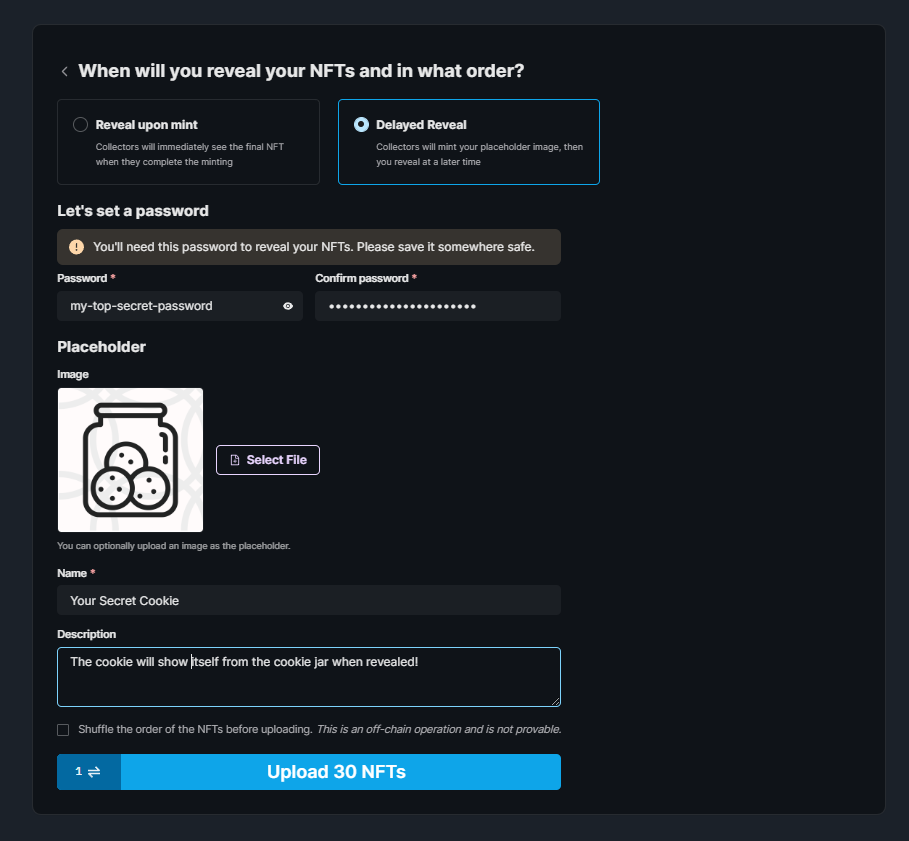 When will you reveal your NFTs and in what order?
Reveal upon mint
Collectors will immediately see the final NFT
when they complete the minting
Delayed Reveal
Collectors will mint your placeholder image, then
you reveal at a later time
Let's set a password
You'll need this password to reveal your NFTs. Please save it somewhere safe.
Password *
Confirm password *
my-top-secret-password
••••••••••••••••••••••
Placeholder
Image
Select File
You can optionally upload an image as the placeholder.
Name *
Your Secret Cookie
Description
The cookie will show itself from the cookie jar when revealed!
Shuffle the order of the NFTs before uploading. This is an off-chain operation and is not provable.
1
Upload 30 NFTs